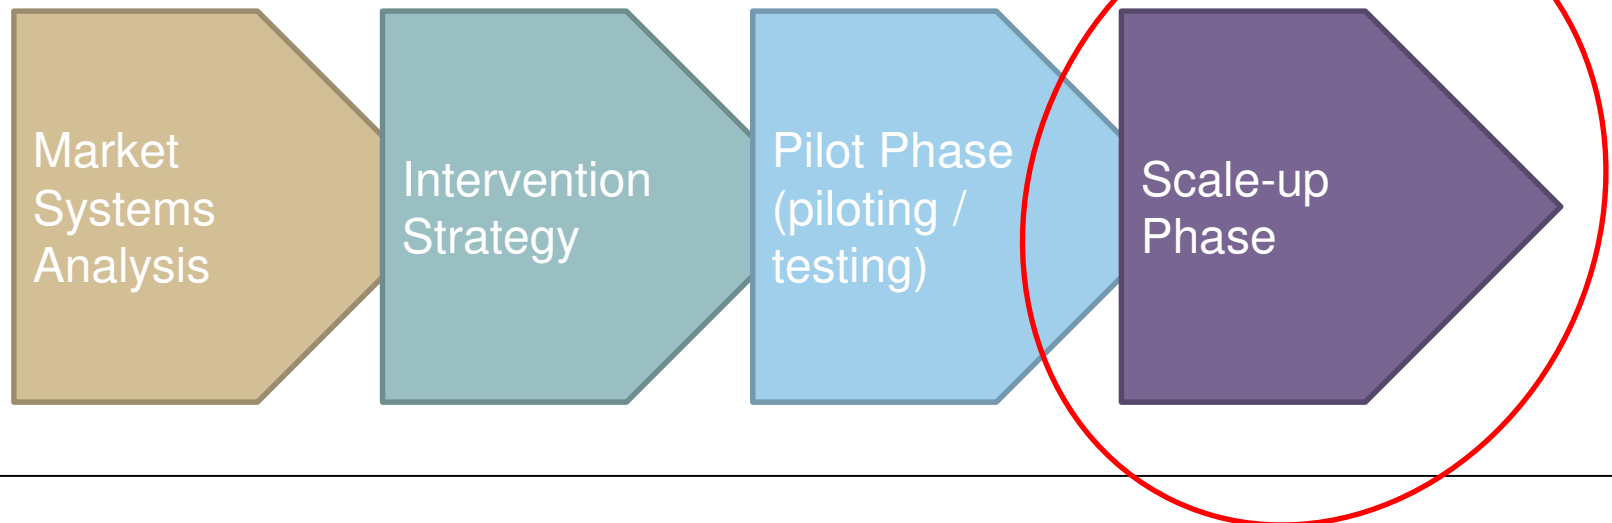 Market
Systems
Analysis
Intervention
Strategy
Pilot Phase
(piloting /
testing)
Scale-up
Phase